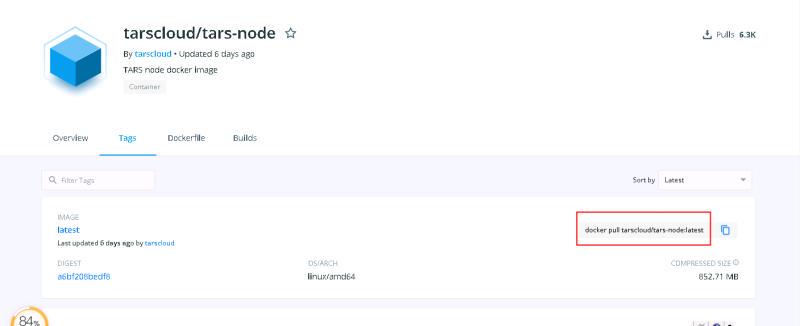 tarscloud/tars-node
Pulls 6.3K
By tarscloud • Updated 6 days ago
TARS node docker image
Container
Overview Tags Dockerfile Builds
Filter Tags
Sort by Latest
IMAGE
latest
docker pull tarscloud/tars-node:latest
Last updated 6 days ago by tarscloud
DIGEST OS/ARCH COMPRESSED SIZE
a6bf208bedf8 linux/amd64 852.71 MB
84%